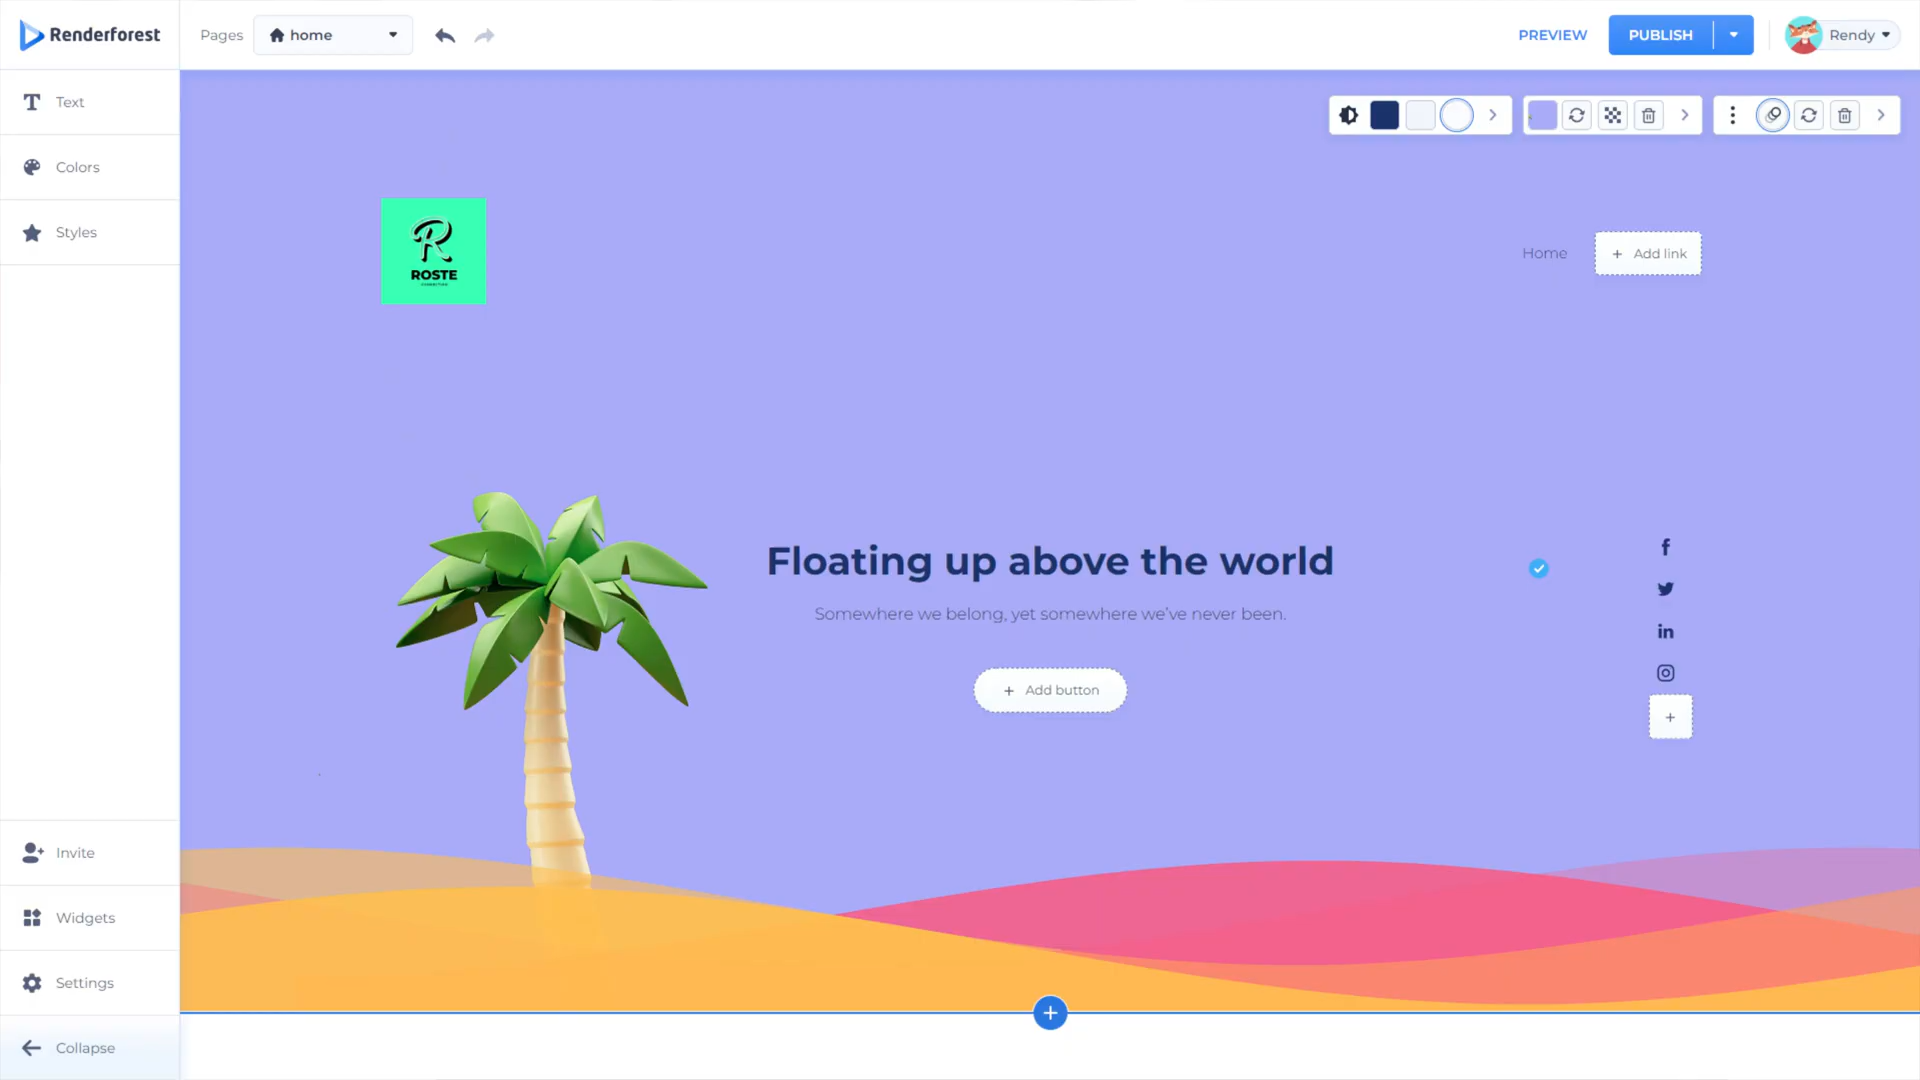 Renderforest
Pages
home
PREVIEW
PUBLISH
Rendy
Text
Colors
Styles
R
ROSTE
Home
+ Add link
Floating up above the world
Somewhere we belong, yet somewhere we've never been.
+ Add button
f
in
+
Invite
Widgets
Settings
Collapse
+